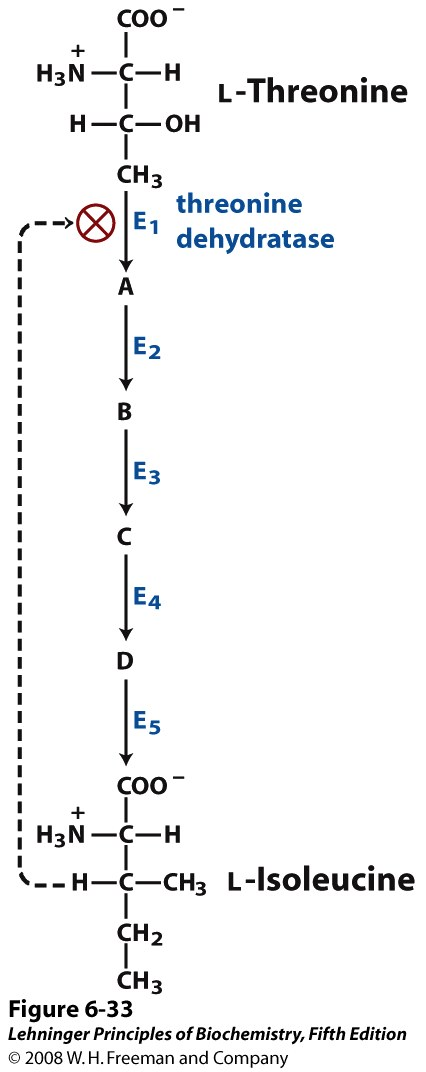 COO⁻
+
H₃N—C—H
L-Threonine
H—C—OH
CH₃
E₁ threonine
dehydratase
A
E₂
B
E₃
C
E₄
D
E₅
COO⁻
+
H₃N—C—H
H—C—CH₃ L-Isoleucine
CH₂
CH₃
Figure 6-33
Lehninger Principles of Biochemistry, Fifth Edition
© 2008 W. H. Freeman and Company